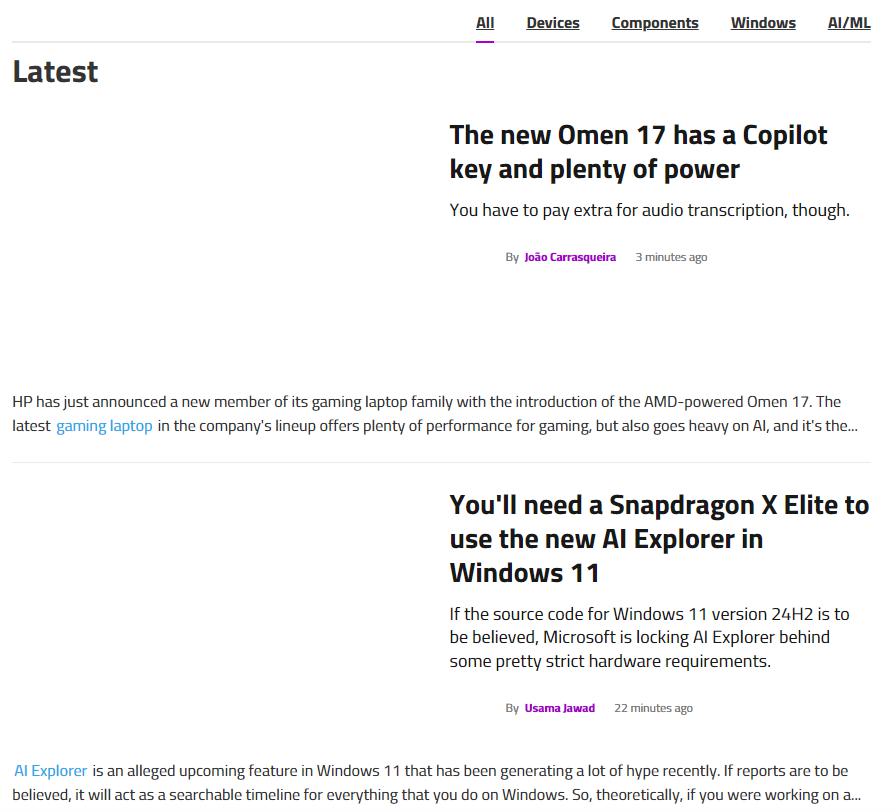 All Devices Components Windows AI/ML
Latest
The new Omen 17 has a Copilot
key and plenty of power
You have to pay extra for audio transcription, though.
By João Carrasqueira 3 minutes ago
HP has just announced a new member of its gaming laptop family with the introduction of the AMD-powered Omen 17. The
latest gaming laptop in the company's lineup offers plenty of performance for gaming, but also goes heavy on AI, and it's the...
You'll need a Snapdragon X Elite to
use the new AI Explorer in
Windows 11
If the source code for Windows 11 version 24H2 is to
be believed, Microsoft is locking AI Explorer behind
some pretty strict hardware requirements.
By Usama Jawad 22 minutes ago
AI Explorer is an alleged upcoming feature in Windows 11 that has been generating a lot of hype recently. If reports are to be
believed, it will act as a searchable timeline for everything that you do on Windows. So, theoretically, if you were working on a...